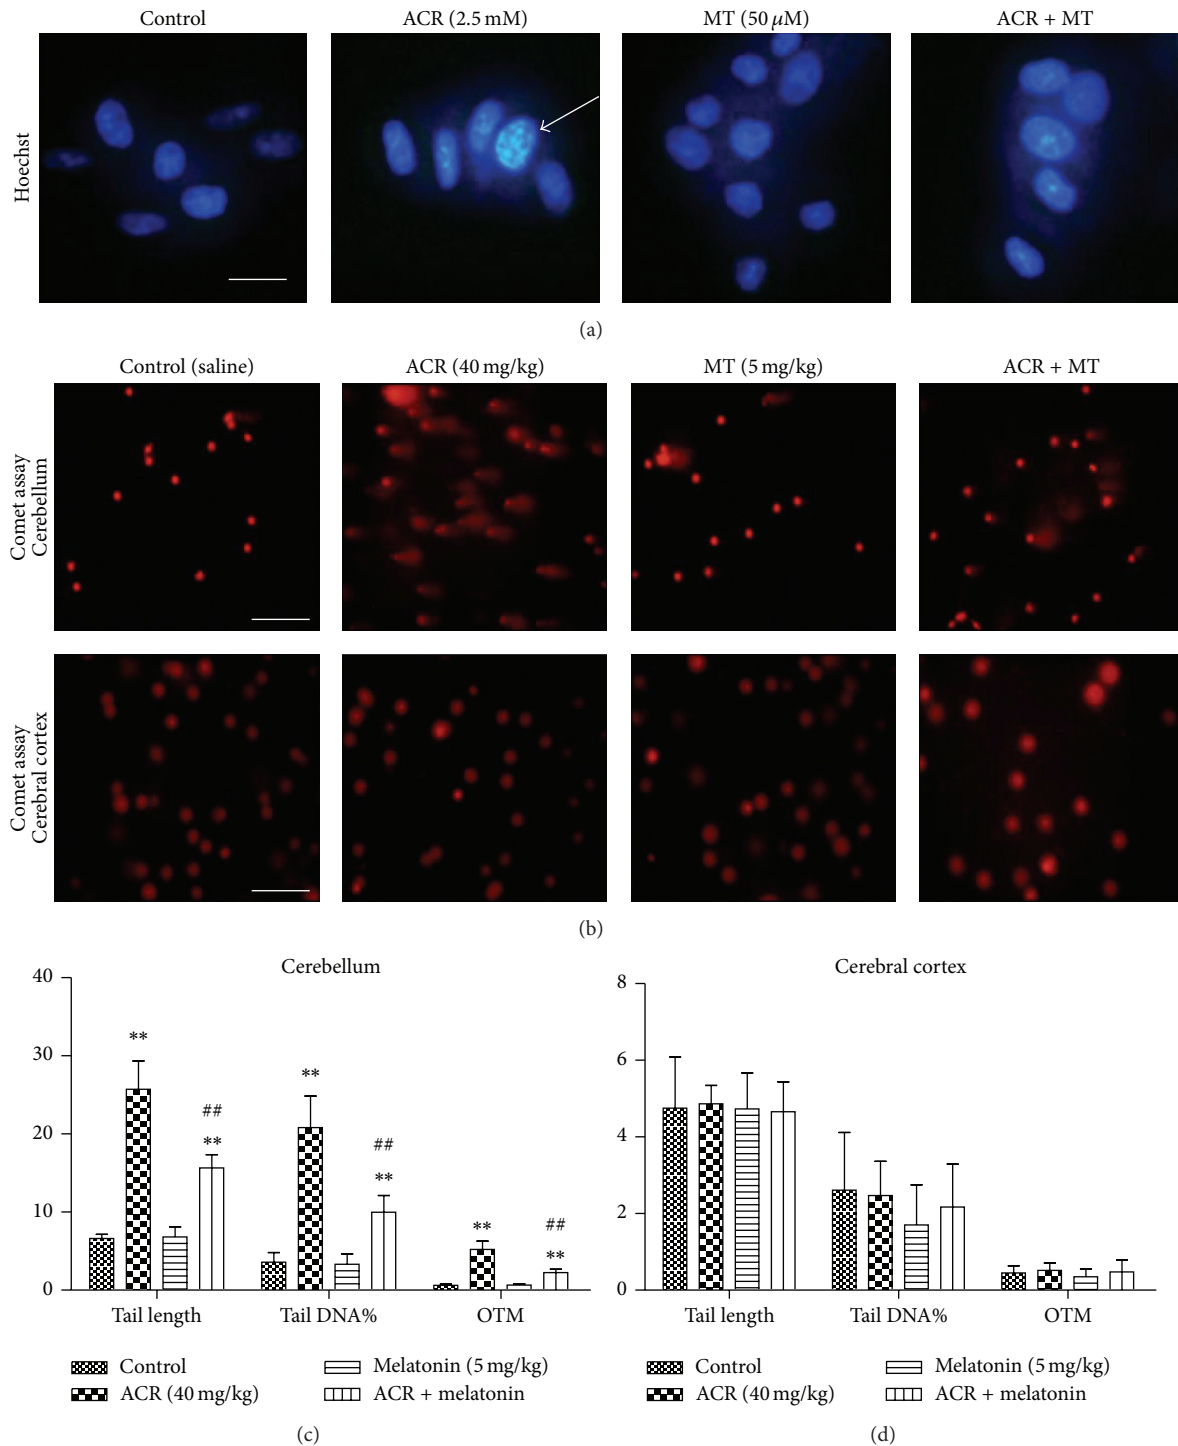 Control
ACR (2.5 mM)
MT (50 μM)
ACR + MT
Hoechst
(a)
Control (saline)
ACR (40 mg/kg)
MT (5 mg/kg)
ACR + MT
Comet assay
Cerebellum
Comet assay
Cerebral cortex
(b)
Cerebellum
40
30
20
10
0
**
**
##
**
##
**
**
##
**
Tail length
Tail DNA%
OTM
Control
ACR (40 mg/kg)
Melatonin (5 mg/kg)
ACR + melatonin
(c)
Cerebral cortex
8
6
4
2
0
Tail length
Tail DNA%
OTM
Control
ACR (40 mg/kg)
Melatonin (5 mg/kg)
ACR + melatonin
(d)